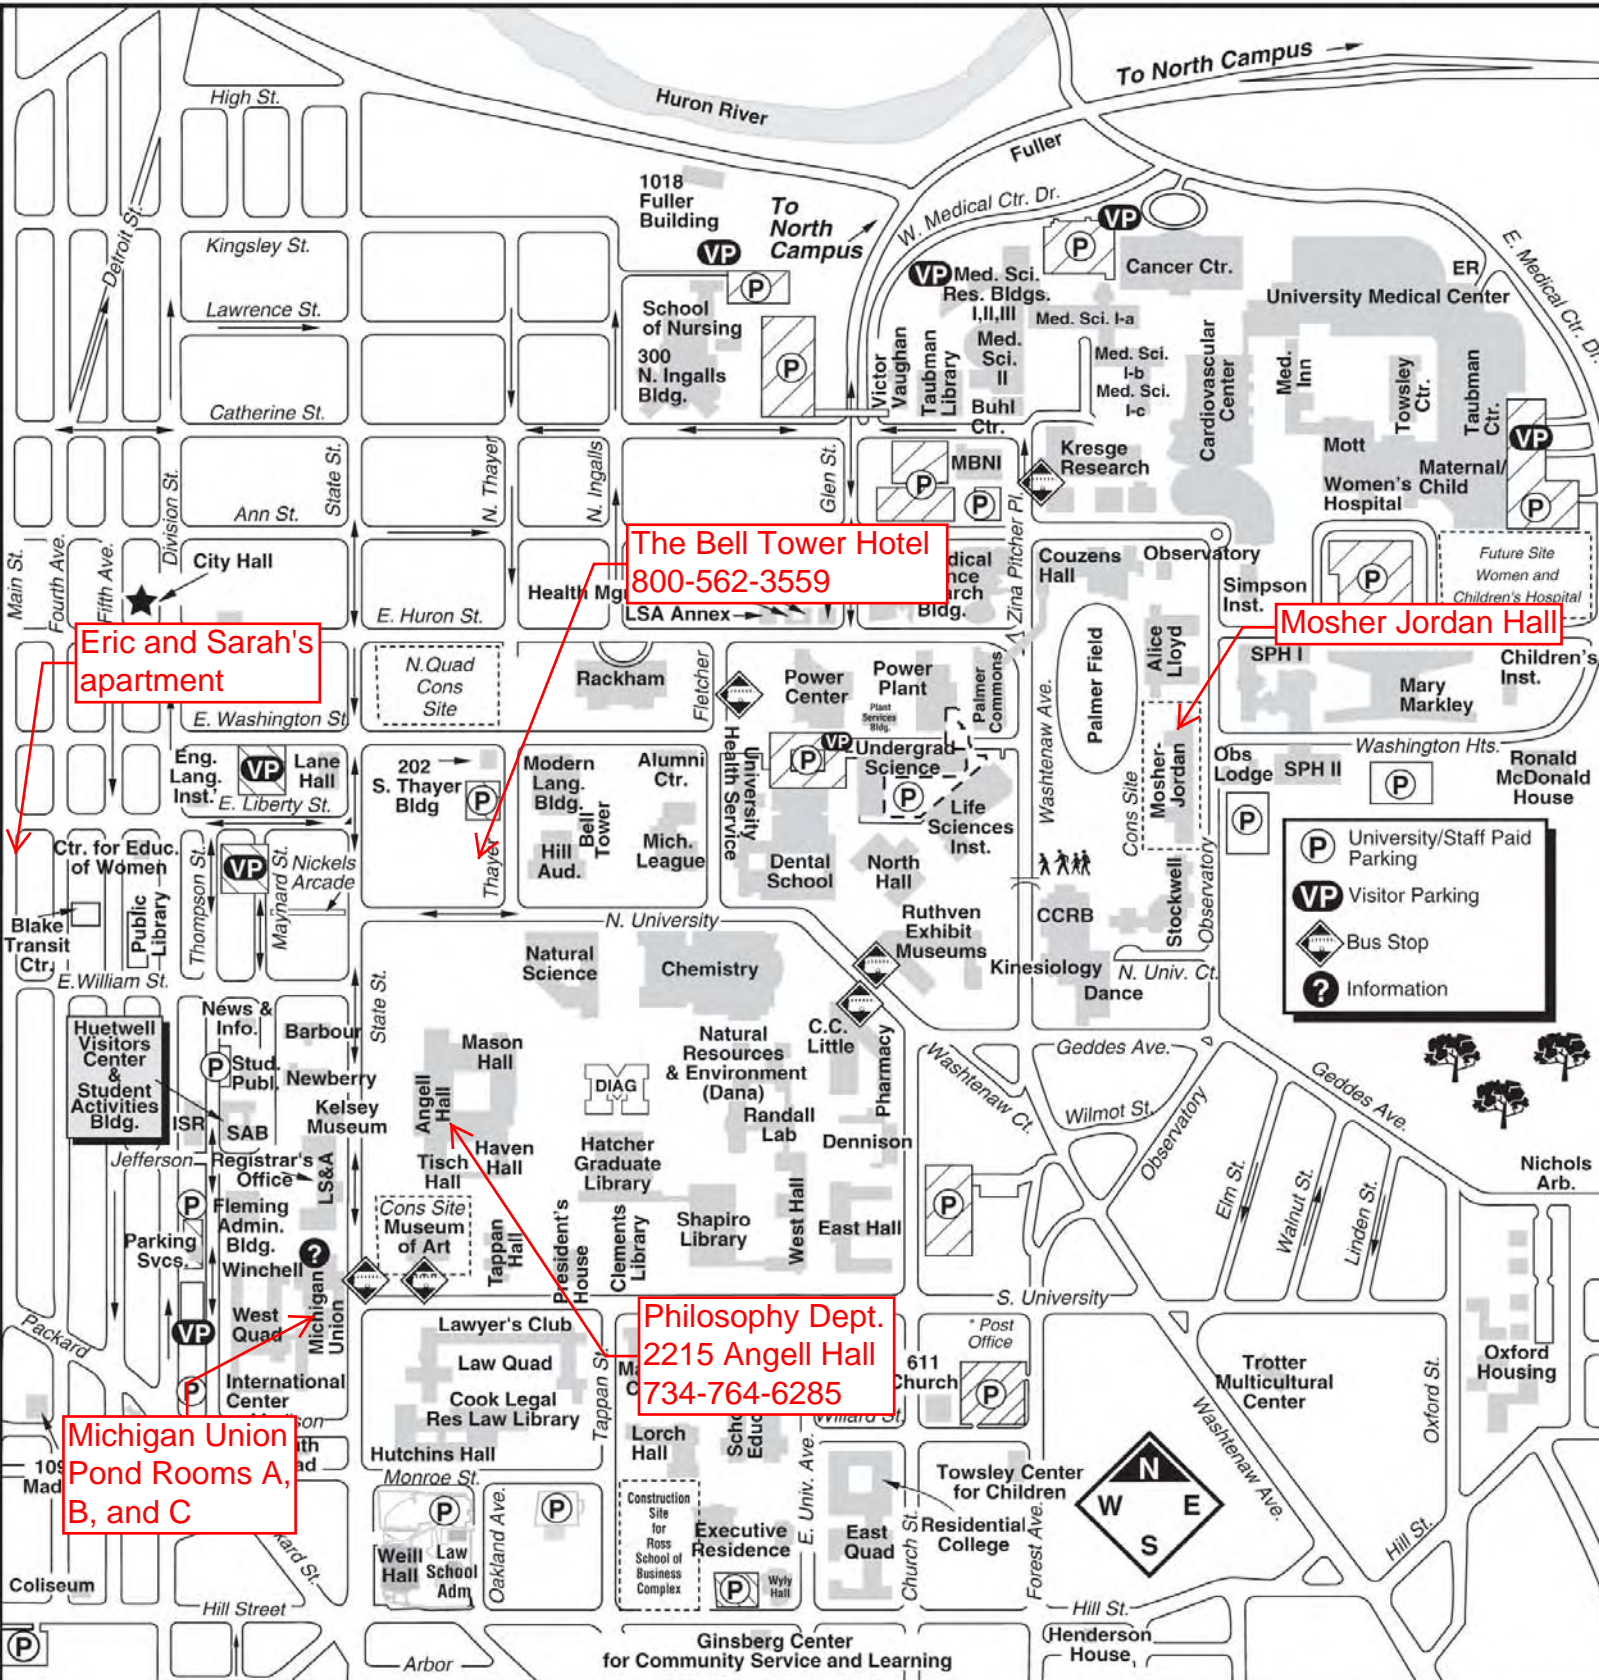 To North Campus
High St.
Huron River
Fuller
1018
Fuller
Building
To
North
Campus
W. Medical Ctr. Dr.
VP
P
Detroit St.
Kingsley St.
VP
P
VP
Med. Sci.
Res. Bldgs.
I,II,III
Cancer Ctr.
ER
E. Medical Ctr. Dr.
University Medical Center
Lawrence St.
School
of Nursing
300
N. Ingalls
Bldg.
P
Med. Sci. I-a
Med.
Sci.
II
Med. Sci.
I-b
Med. Sci.
I-c
Victor
Vaughan
Taubman
Library
Buhl
Ctr.
Cardiovascular
Center
Med.
Inn
Towsley
Ctr.
Taubman
Ctr.
VP
P
Catherine St.
State St.
N. Thayer
N. Ingalls
Glen St.
MBNI
P
P
Kresge
Research
Mott
Women's
Hospital
Maternal/
Child
Ann St.
Division St.
Main St.
Fourth Ave.
Fifth Ave.
City Hall
The Bell Tower Hotel
800-562-3559
Zina Pitcher Pl.
Couzens
Hall
Observatory
Simpson
Inst.
P
Future Site
Women and
Children's Hospital
Health Mg
LSA Annex
dical
nce
arch
Bldg.
E. Huron St.
Mosher Jordan Hall
Eric and Sarah's
apartment
N.Quad
Cons
Site
Rackham
Fletcher
Power
Center
Power
Plant
Plant
Services
Bldg.
Palmer
Commons
Washtenaw Ave.
Palmer Field
Alice
Lloyd
SPH I
Mary
Markley
Children's
Inst.
E. Washington St
Eng.
Lang.
Inst.
VP
Lane
Hall
202
S. Thayer
Bldg
P
Modern
Lang.
Bldg.
Bell
Tower
Hill
Aud.
Alumni
Ctr.
Mich.
League
University
Health Service
P
VP
Undergrad
Science
P
Life
Sciences
Inst.
Cons Site
Mosher-
Jordan
Obs
Lodge
SPH II
Washington Hts.
P
P
Ronald
McDonald
House
E. Liberty St.
Ctr. for Educ.
of Women
Blake
Transit
Ctr.
Public
Library
Thompson St.
VP
Maynard St.
Nickels
Arcade
Thayer
Dental
School
North
Hall
Stockwell
Observatory
P University/Staff Paid
Parking
VP Visitor Parking
Bus Stop
? Information
N. University
Natural
Science
Chemistry
Ruthven
Exhibit
Museums
CCRB
Kinesiology
Dance
N. Univ. Ct.
E.William St.
State St.
Huetwell
Visitors
Center
&
Student
Activities
Bldg.
News &
Info.
P
Stud.
Publ.
Barbour
Newberry
Kelsey
Museum
ISR
SAB
Mason
Hall
Angell
Hall
Haven
Hall
Tisch
Hall
DIAG
Natural
Resources
& Environment
(Dana)
Randall
Lab
C.C.
Little
Pharmacy
Dennison
Geddes Ave.
Washtenaw Ct.
Wilmot St.
Observatory
Geddes Ave.
Jefferson
Registrar's
Office
LS&A
P
Fleming
Admin.
Bldg.
Parking
Svcs.
Winchell
?
Cons Site
Museum
of Art
Tappan
Hall
President's
House
Hatcher
Graduate
Library
Clements
Library
Shapiro
Library
West Hall
East Hall
P
Elm St.
Walnut St.
Linden St.
Nichols
Arb.
Packard
VP
West
Quad
Michigan
Union
P
International
Center
S. University
Lawyer's Club
Law Quad
Cook Legal
Res Law Library
Hutchins Hall
Tappan St.
Philosophy Dept.
2215 Angell Hall
734-764-6285
611
Church
* Post
Office
P
Trotter
Multicultural
Center
Washtenaw Ave.
Oxford St.
Oxford
Housing
Michigan Union
Pond Rooms A,
B, and C
Monroe St.
Lorch
Hall
Willard St.
E. Univ. Ave.
Towsley Center
for Children
Residential
College
N
W E
S
Hill St.
P
P
Oakland Ave.
Weill
Hall
Law
School
Adm
Construction
Site
for
Ross
School of
Business
Complex
Executive
Residence
P
Wyly
Hall
East
Quad
Church St.
Forest Ave.
kard St.
Coliseum
Hill Street
Hill St.
P
Arbor
Ginsberg Center
for Community Service and Learning
Henderson
House